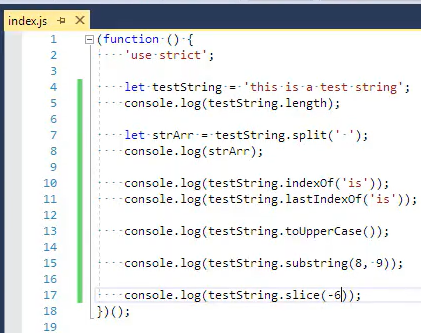 index.js
1 (function () {
2 'use strict';
3
4 let testString = 'this is a test string';
5 console.log(testString.length);
6
7 let strArr = testString.split(' ');
8 console.log(strArr);
9
10 console.log(testString.indexOf('is'));
11 console.log(testString.lastIndexOf('is'));
12
13 console.log(testString.toUpperCase());
14
15 console.log(testString.substring(8, 9));
16
17 console.log(testString.slice(-6));
18 })();
19